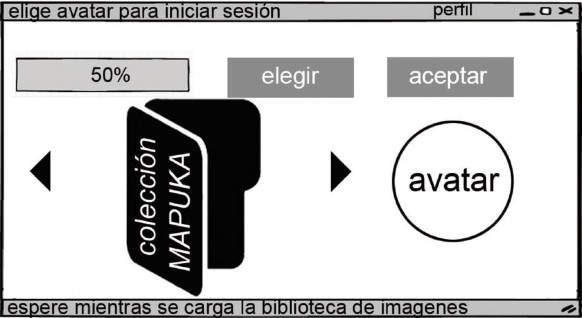 elige avatar para iniciar sesión
perfil
50%
elegir
aceptar
colección
MAPUKA
avatar
espere mientras se carga la biblioteca de imagenes